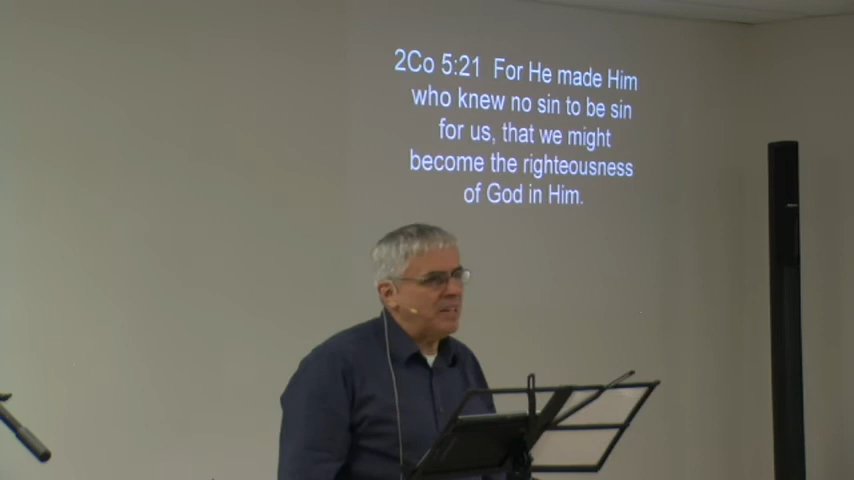 2Co 5:21 For He made Him
who knew no sin to be sin
for us, that we might
become the righteousness
of God in Him.